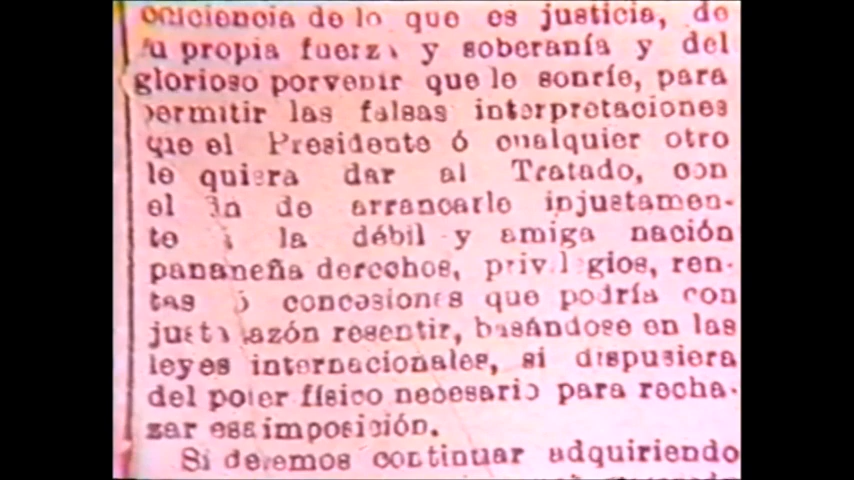 conciencia de lo que es justicia, de
su propia fuerza y soberanía y del
glorioso porvenir que le sonríe, para
permitir las falsas interpretaciones
que el Presidente ó cualquier otro
le quiera dar al Tratado, con
el fin de arrancarle injustamen-
te á la débil y amiga nación
panameña derechos, privilegios, ren-
tas ó concesiones que podría con
justa razón resentir, basándose en las
leyes internacionales, si dispusiera
del poder físico necesario para recha-
zar esa imposición.
Si deseamos continuar adquiriendo